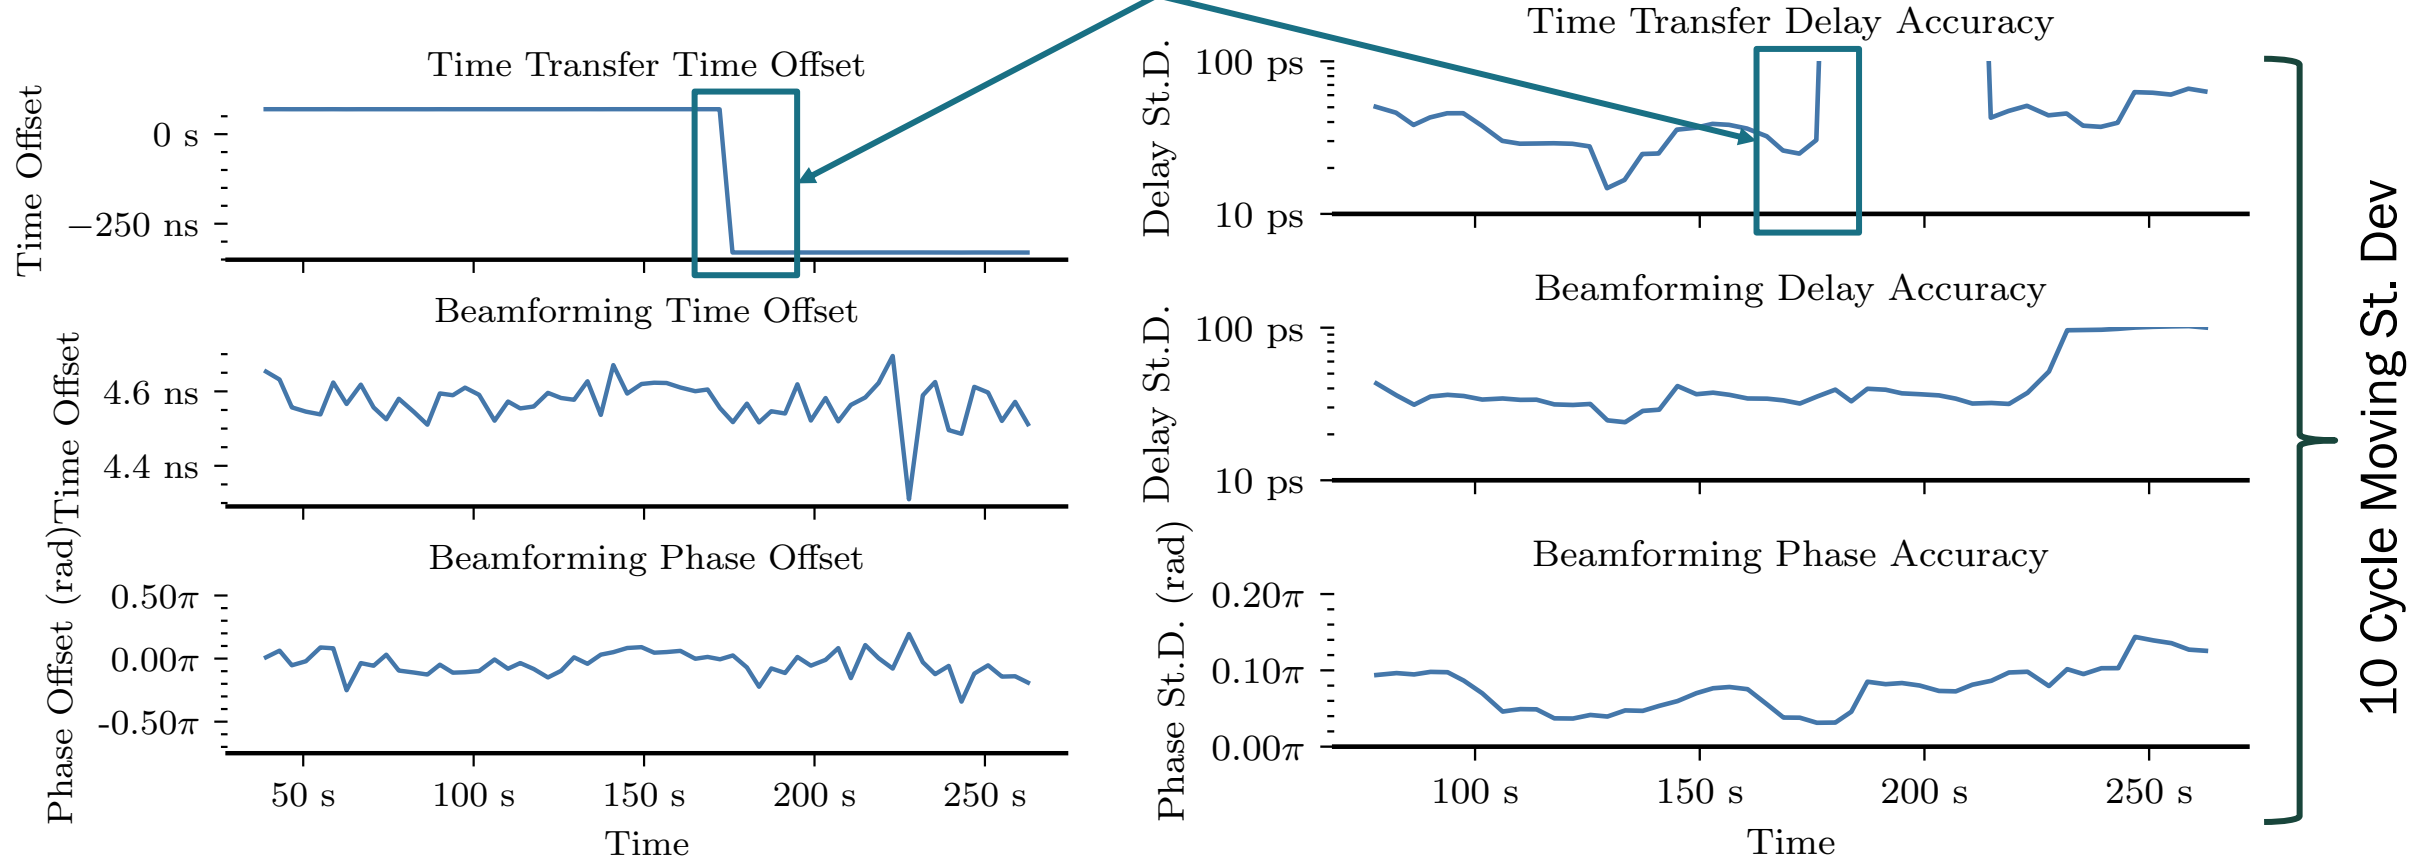 Time Transfer Time Offset
Time Offset
0 s
−250 ns
Beamforming Time Offset
Time Offset
4.6 ns
4.4 ns
Beamforming Phase Offset
Phase Offset (rad)
0.50π
0.00π
-0.50π
50 s
100 s
150 s
200 s
250 s
Time
Time Transfer Delay Accuracy
Delay St.D.
100 ps
10 ps
Beamforming Delay Accuracy
Delay St.D.
100 ps
10 ps
Beamforming Phase Accuracy
Phase St.D. (rad)
0.20π
0.10π
0.00π
100 s
150 s
200 s
250 s
Time
10 Cycle Moving St. Dev